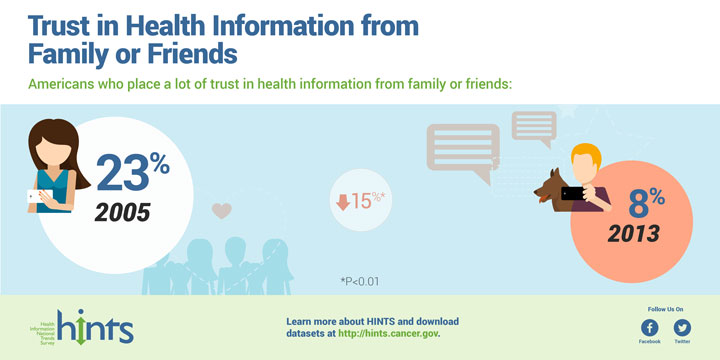 Trust in Health Information from
Family or Friends
Americans who place a lot of trust in health information from family or friends:
23%
2005
15%*
8%
2013
*P<0.01
Health
Information
National
Trends
Survey
hints
Learn more about HINTS and download
datasets at http://hints.cancer.gov.
Follow Us On
Facebook
Twitter